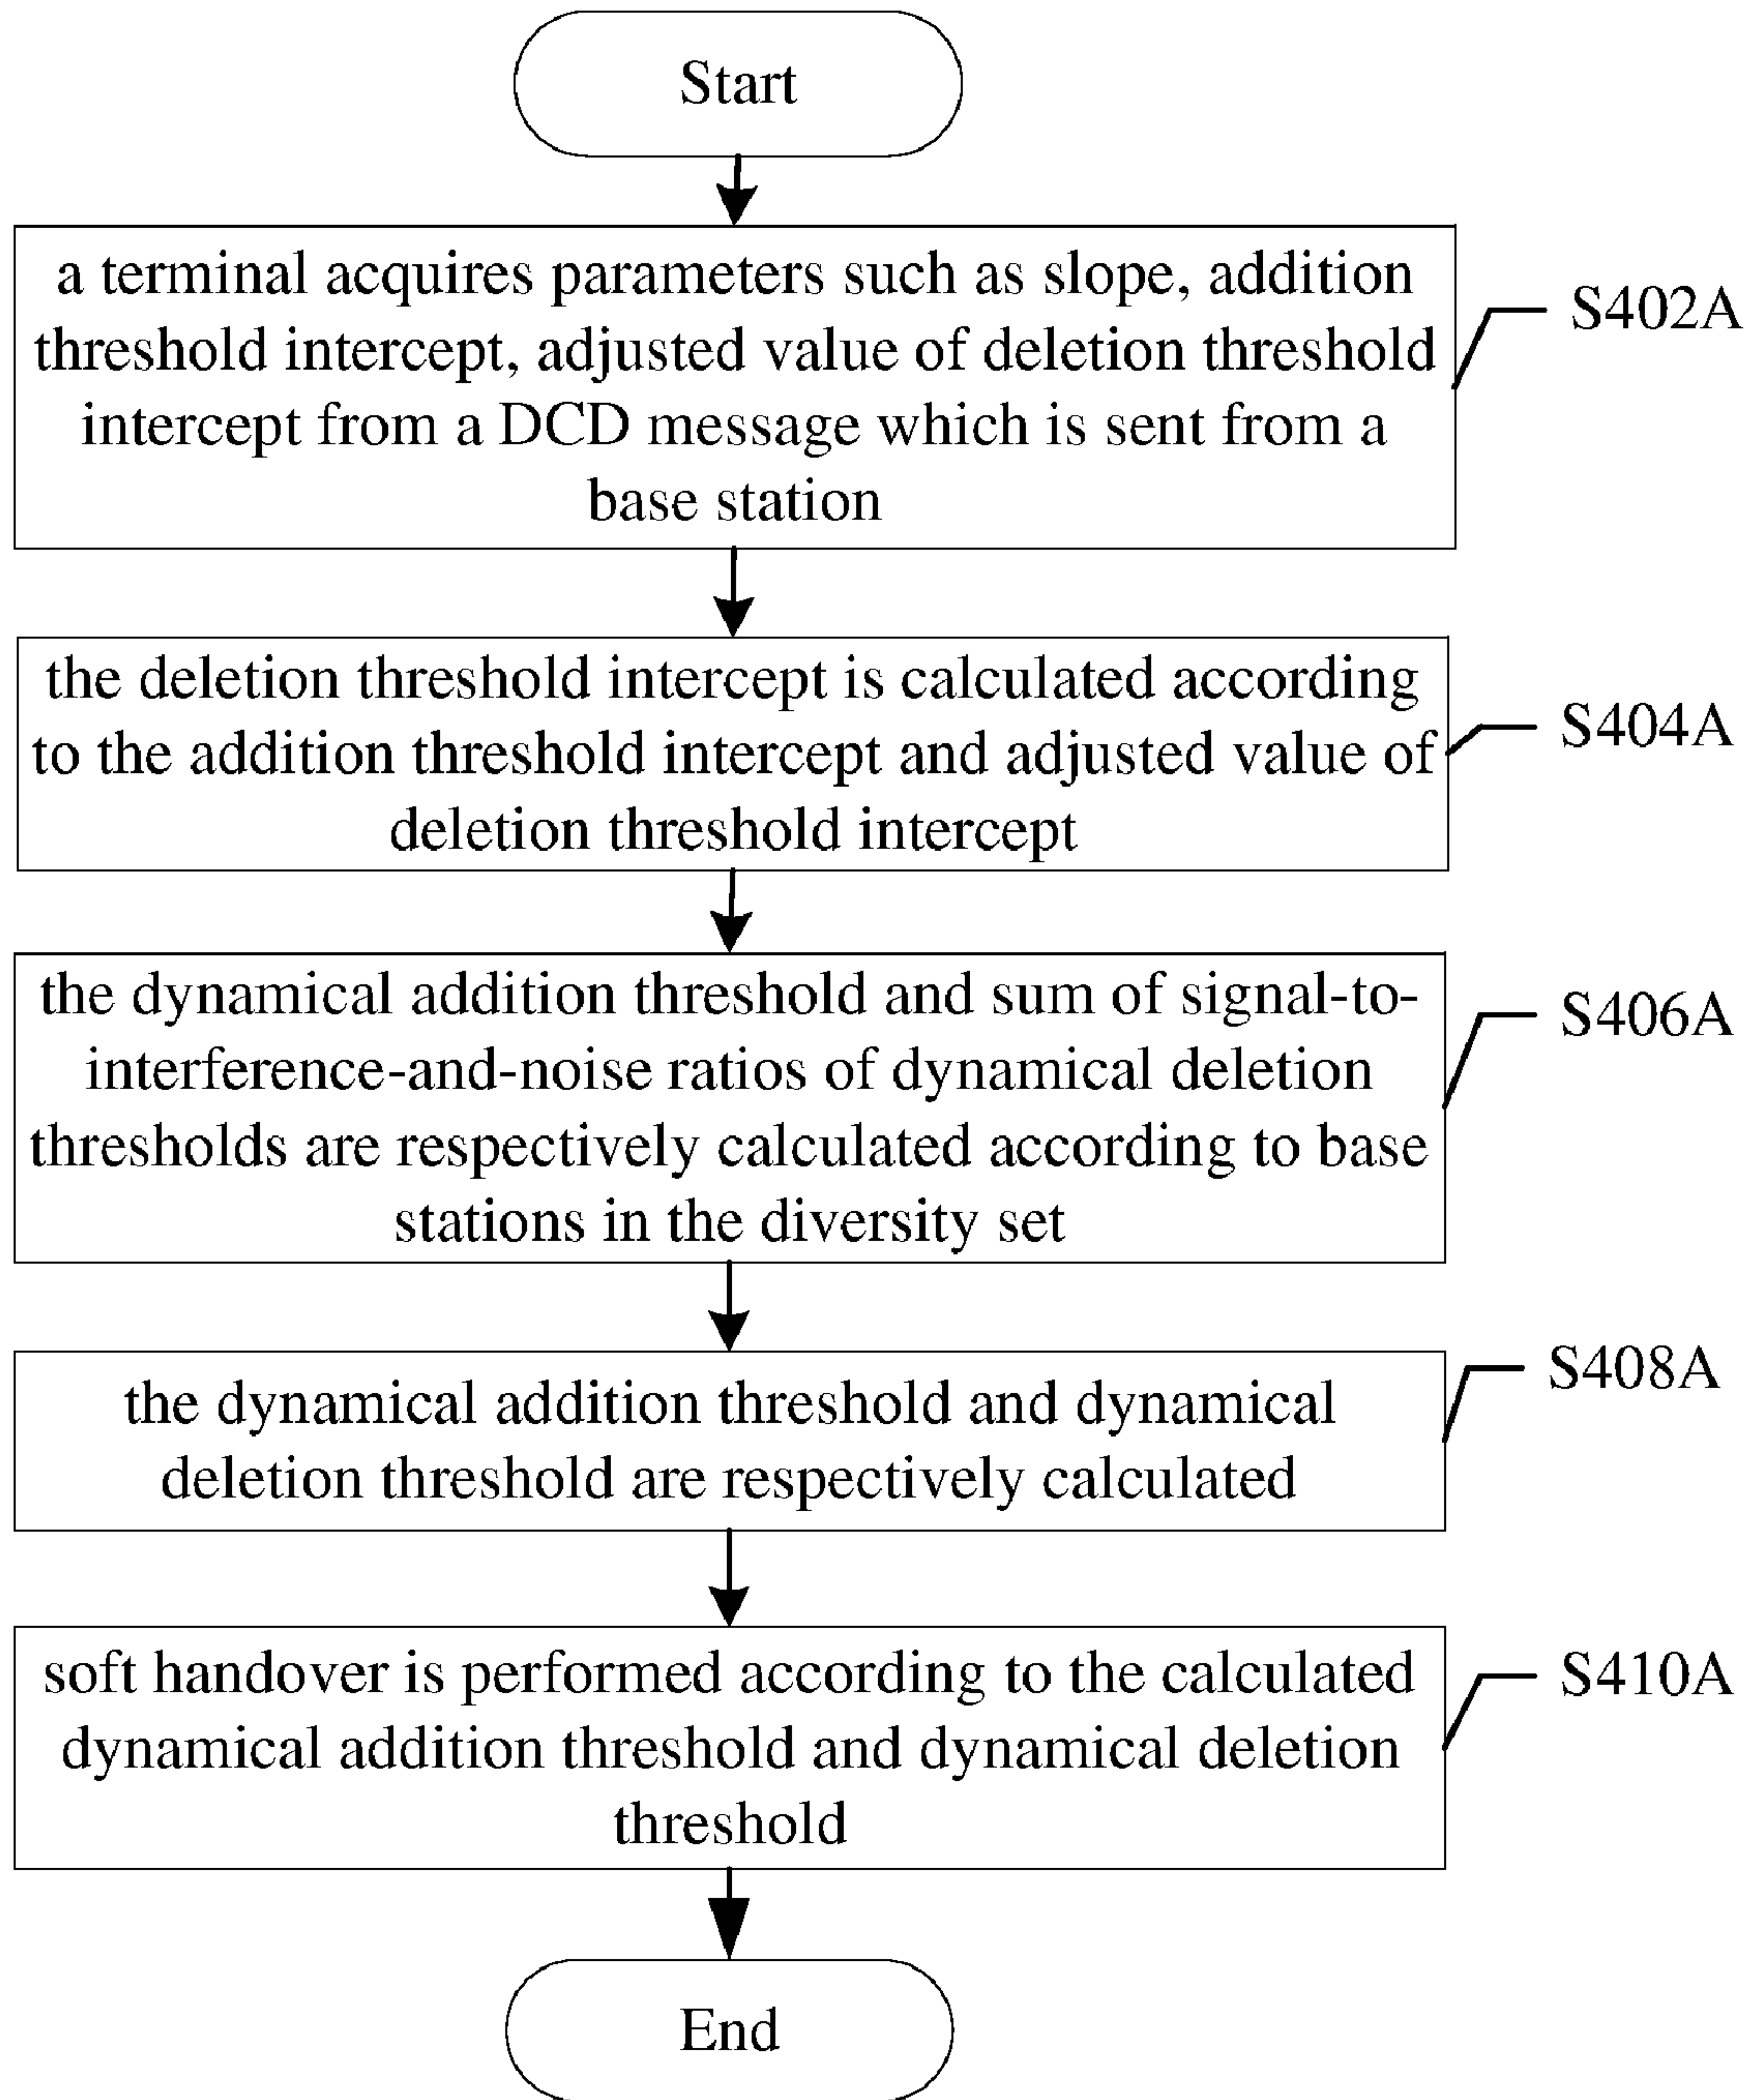 Start
a terminal acquires parameters such as slope, addition
threshold intercept, adjusted value of deletion threshold
intercept from a DCD message which is sent from a
base station
S402A
the deletion threshold intercept is calculated according
to the addition threshold intercept and adjusted value of
deletion threshold intercept
S404A
the dynamical addition threshold and sum of signal-to-
interference-and-noise ratios of dynamical deletion
thresholds are respectively calculated according to base
stations in the diversity set
S406A
the dynamical addition threshold and dynamical
deletion threshold are respectively calculated
S408A
soft handover is performed according to the calculated
dynamical addition threshold and dynamical deletion
threshold
S410A
End